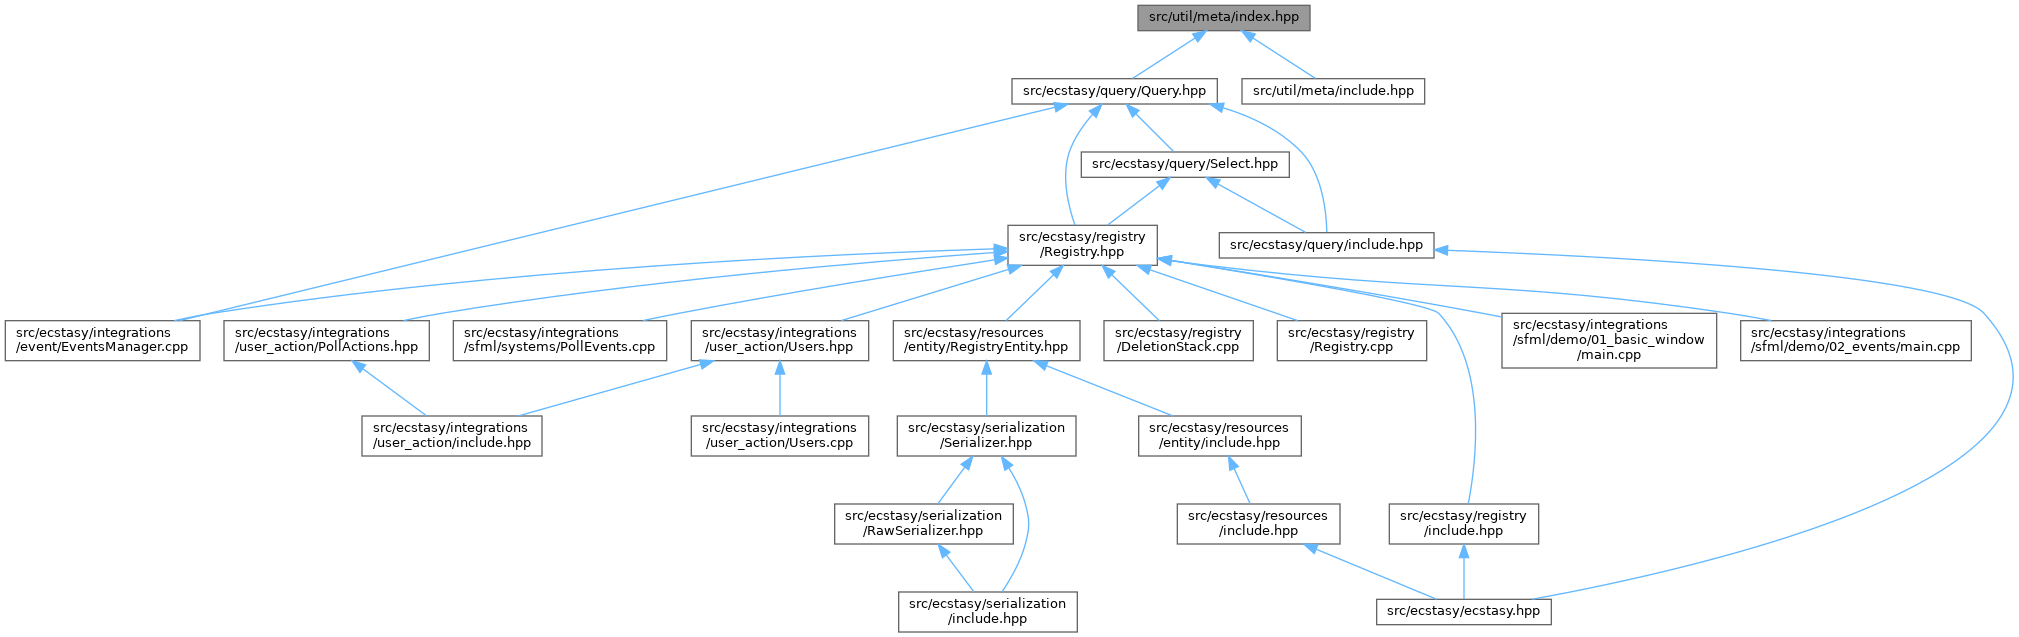 src/util/meta/index.hpp
src/ecstasy/query/Query.hpp
src/util/meta/include.hpp
src/ecstasy/query/Select.hpp
src/ecstasy/registry
/Registry.hpp
src/ecstasy/query/include.hpp
src/ecstasy/integrations
event/EventsManager.cpp
src/ecstasy/integrations
/user_action/PollActions.hpp
src/ecstasy/integrations
/sfml/systems/PollEvents.cpp
src/ecstasy/integrations
/user_action/Users.hpp
src/ecstasy/resources
/entity/RegistryEntity.hpp
src/ecstasy/registry
/DeletionStack.cpp
src/ecstasy/registry
/Registry.cpp
src/ecstasy/integrations
/sfml/demo/01_basic_window
/main.cpp
src/ecstasy/integrations
/sfml/demo/02_events/main.cpp
src/ecstasy/integrations
/user_action/include.hpp
src/ecstasy/integrations
/user_action/Users.cpp
src/ecstasy/serialization
/Serializer.hpp
src/ecstasy/resources
/entity/include.hpp
src/ecstasy/serialization
/RawSerializer.hpp
src/ecstasy/resources
/include.hpp
src/ecstasy/registry
/include.hpp
src/ecstasy/serialization
/include.hpp
src/ecstasy/ecstasy.hpp